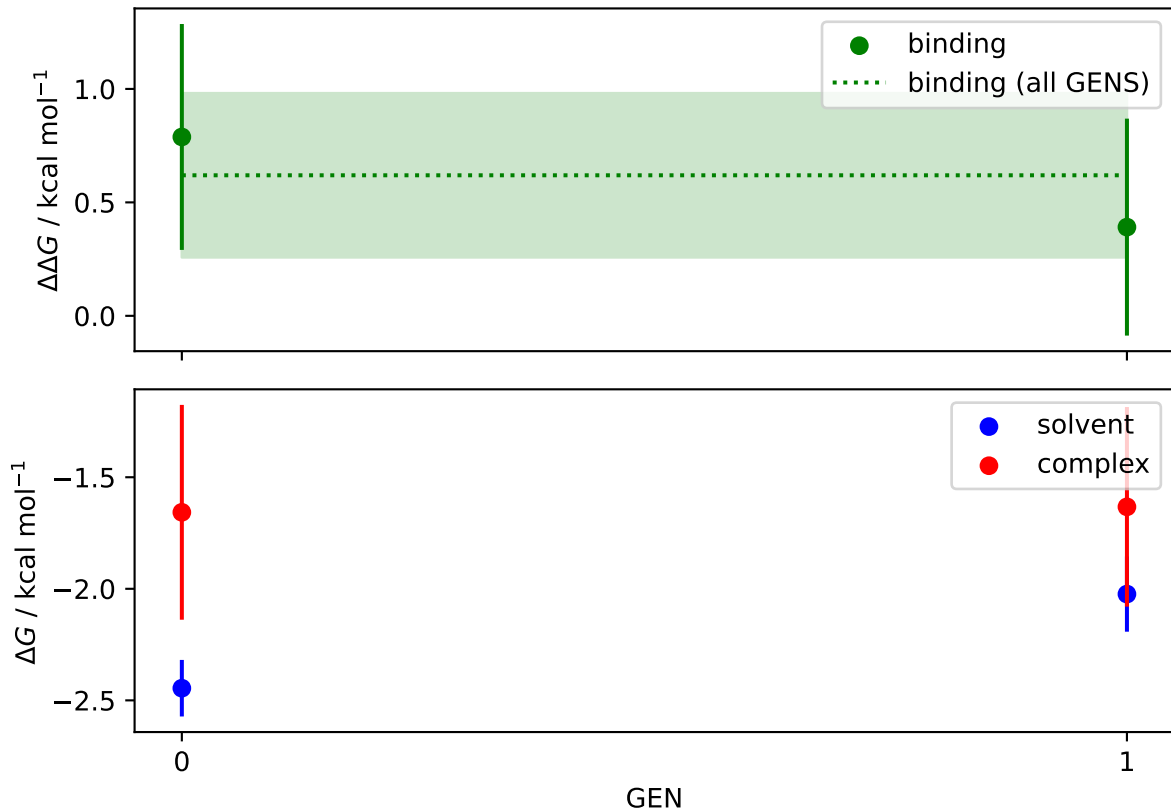 binding
binding (all GENS)
1.0
0.5
0.0
ΔΔG / kcal mol⁻¹
solvent
complex
−1.5
−2.0
−2.5
ΔG / kcal mol⁻¹
0 1
GEN